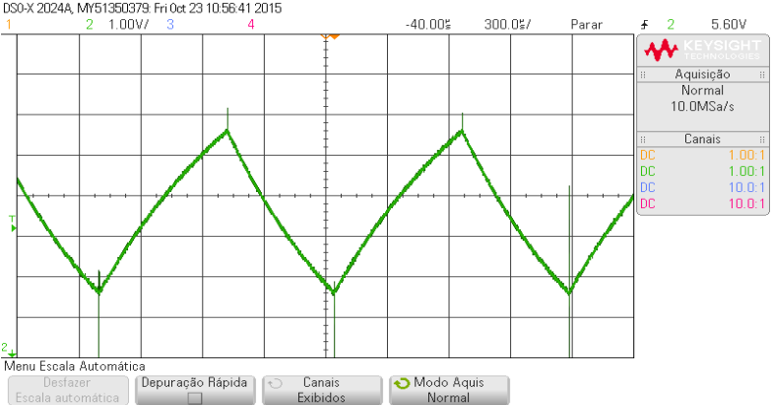 DSO-X 2024A, MY51350379: Fri Oct 23 10:56:41 2015
1 2 1.00V/ 3 4 -40.00s 300.0s/ Parar 2 5.60V
KEYSIGHT
TECHNOLOGIES
Aquisição
Normal
10.0MSa/s
Canais
DC 1.00:1
DC 1.00:1
DC 10.0:1
DC 10.0:1
T
2
Menu Escala Automática
Desfazer
Escala automática
Depuração Rápida
Canais
Exibidos
Modo Aquis
Normal